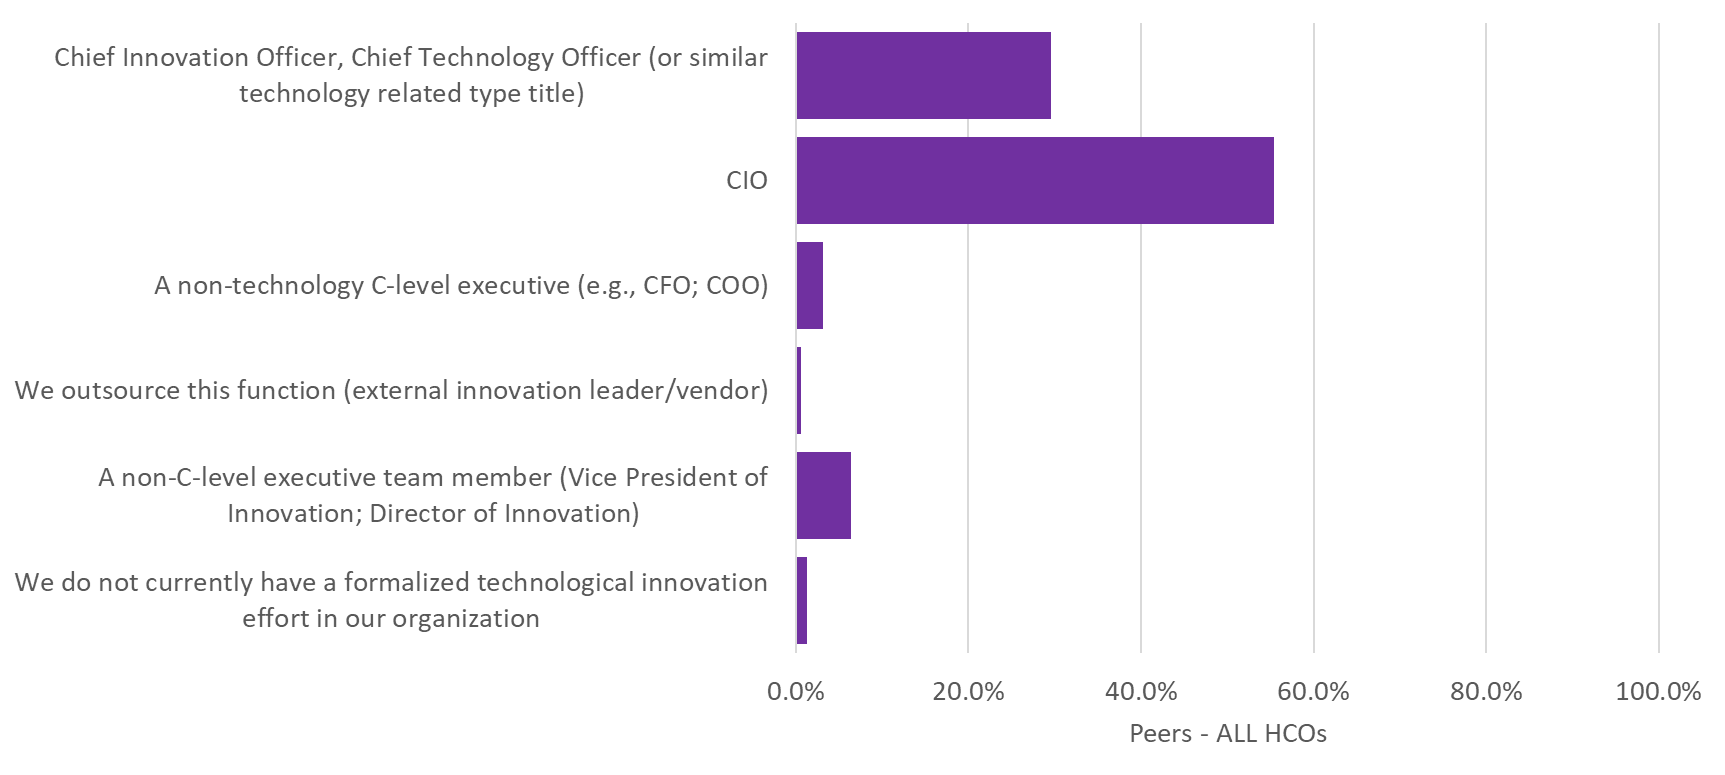 Chief Innovation Officer, Chief Technology Officer (or similar
technology related type title)
CIO
A non-technology C-level executive (e.g., CFO; COO)
We outsource this function (external innovation leader/vendor)
A non-C-level executive team member (Vice President of
Innovation; Director of Innovation)
We do not currently have a formalized technological innovation
effort in our organization
0.0% 20.0% 40.0% 60.0% 80.0% 100.0%
Peers - ALL HCOs